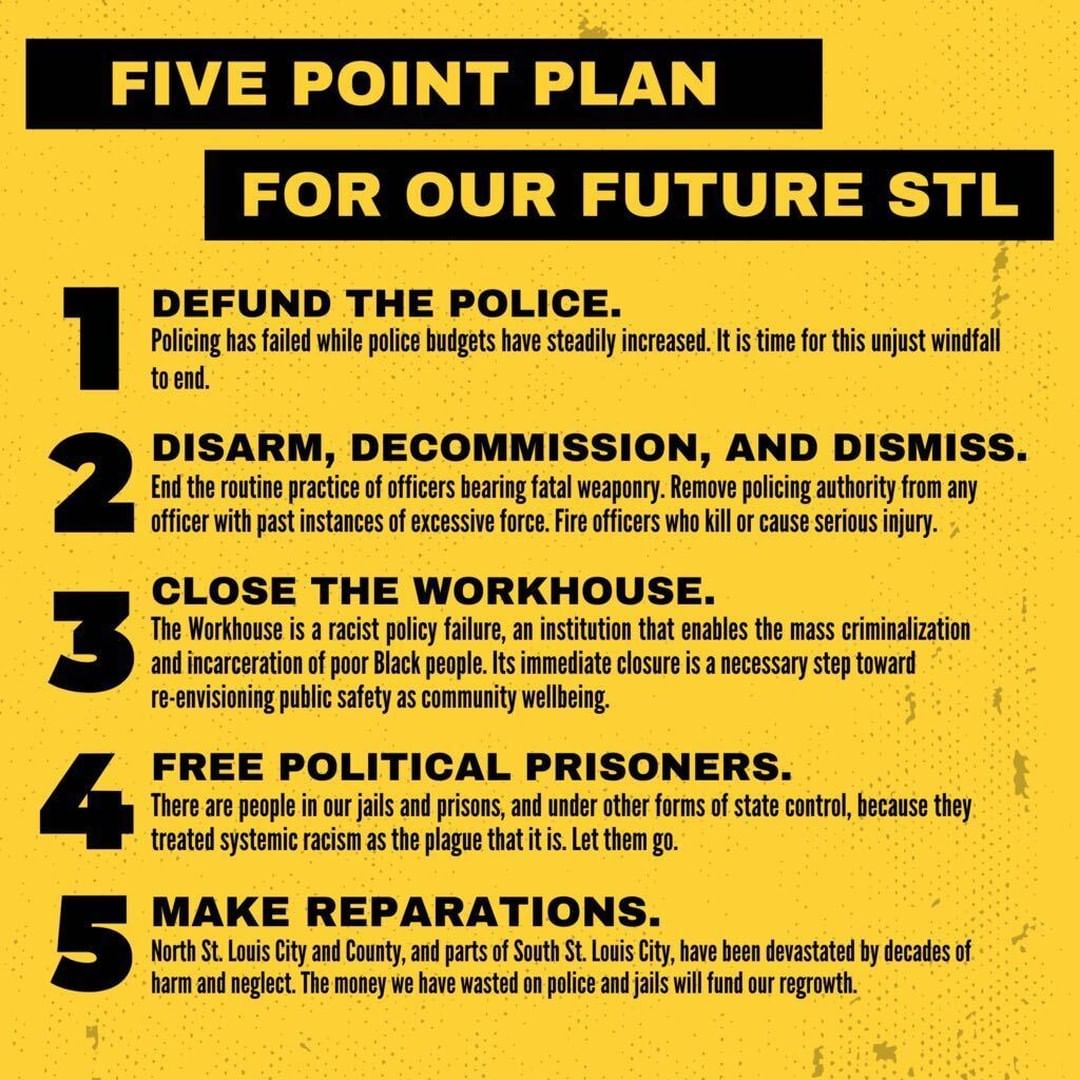 FIVE POINT PLAN
FOR OUR FUTURE STL
1 DEFUND THE POLICE.
Policing has failed while police budgets have steadily increased. It is time for this unjust windfall
to end.
2 DISARM, DECOMMISSION, AND DISMISS.
End the routine practice of officers bearing fatal weaponry. Remove policing authority from any
officer with past instances of excessive force. Fire officers who kill or cause serious injury.
3 CLOSE THE WORKHOUSE.
The Workhouse is a racist policy failure, an institution that enables the mass criminalization
and incarceration of poor Black people. Its immediate closure is a necessary step toward
re-envisioning public safety as community wellbeing.
4 FREE POLITICAL PRISONERS.
There are people in our jails and prisons, and under other forms of state control, because they
treated systemic racism as the plague that it is. Let them go.
5 MAKE REPARATIONS.
North St. Louis City and County, and parts of South St. Louis City, have been devastated by decades of
harm and neglect. The money we have wasted on police and jails will fund our regrowth.